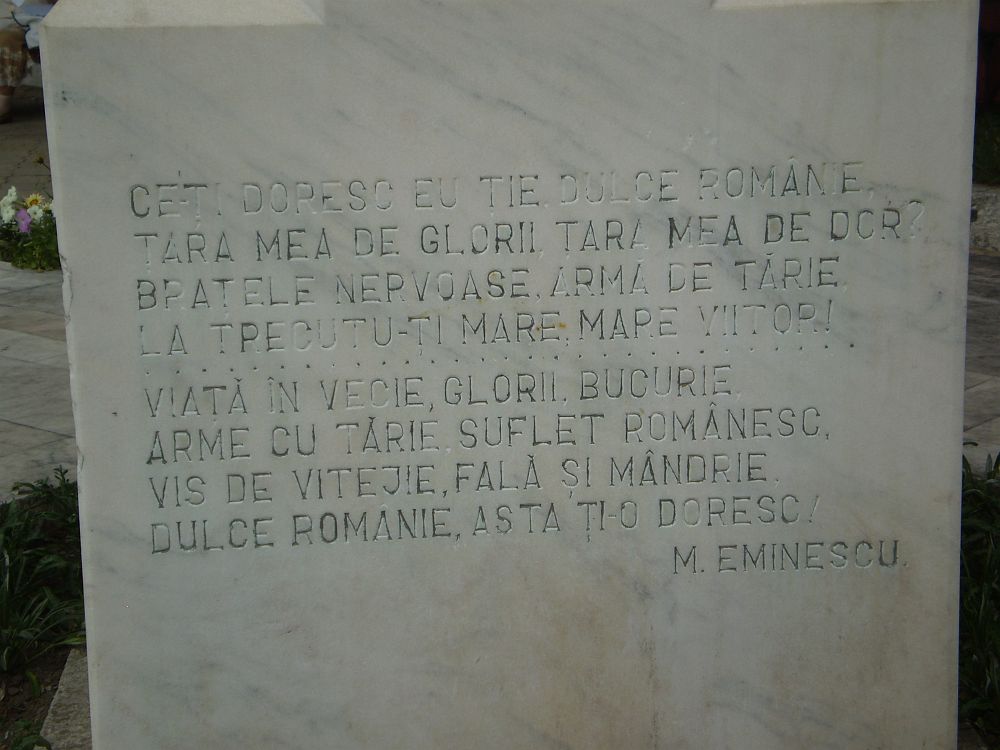 CE-ȚI DORESC EU ȚIE, DULCE ROMÂNIE,
ȚARA MEA DE GLORII, ȚARA MEA DE DOR?
BRAȚELE NERVOASE, ARMA DE TĂRIE,
LA TRECUTU-ȚI MARE, MARE VIITOR!
. . . . . . . . . . . . . . . . . . . . . . . . . . . . . .
VIAȚĂ ÎN VECIE, GLORII, BUCURIE,
ARME CU TĂRIE, SUFLET ROMÂNESC,
VIS DE VITEJIE, FALĂ ȘI MÂNDRIE,
DULCE ROMÂNIE, ASTA ȚI-O DORESC!
M. EMINESCU.